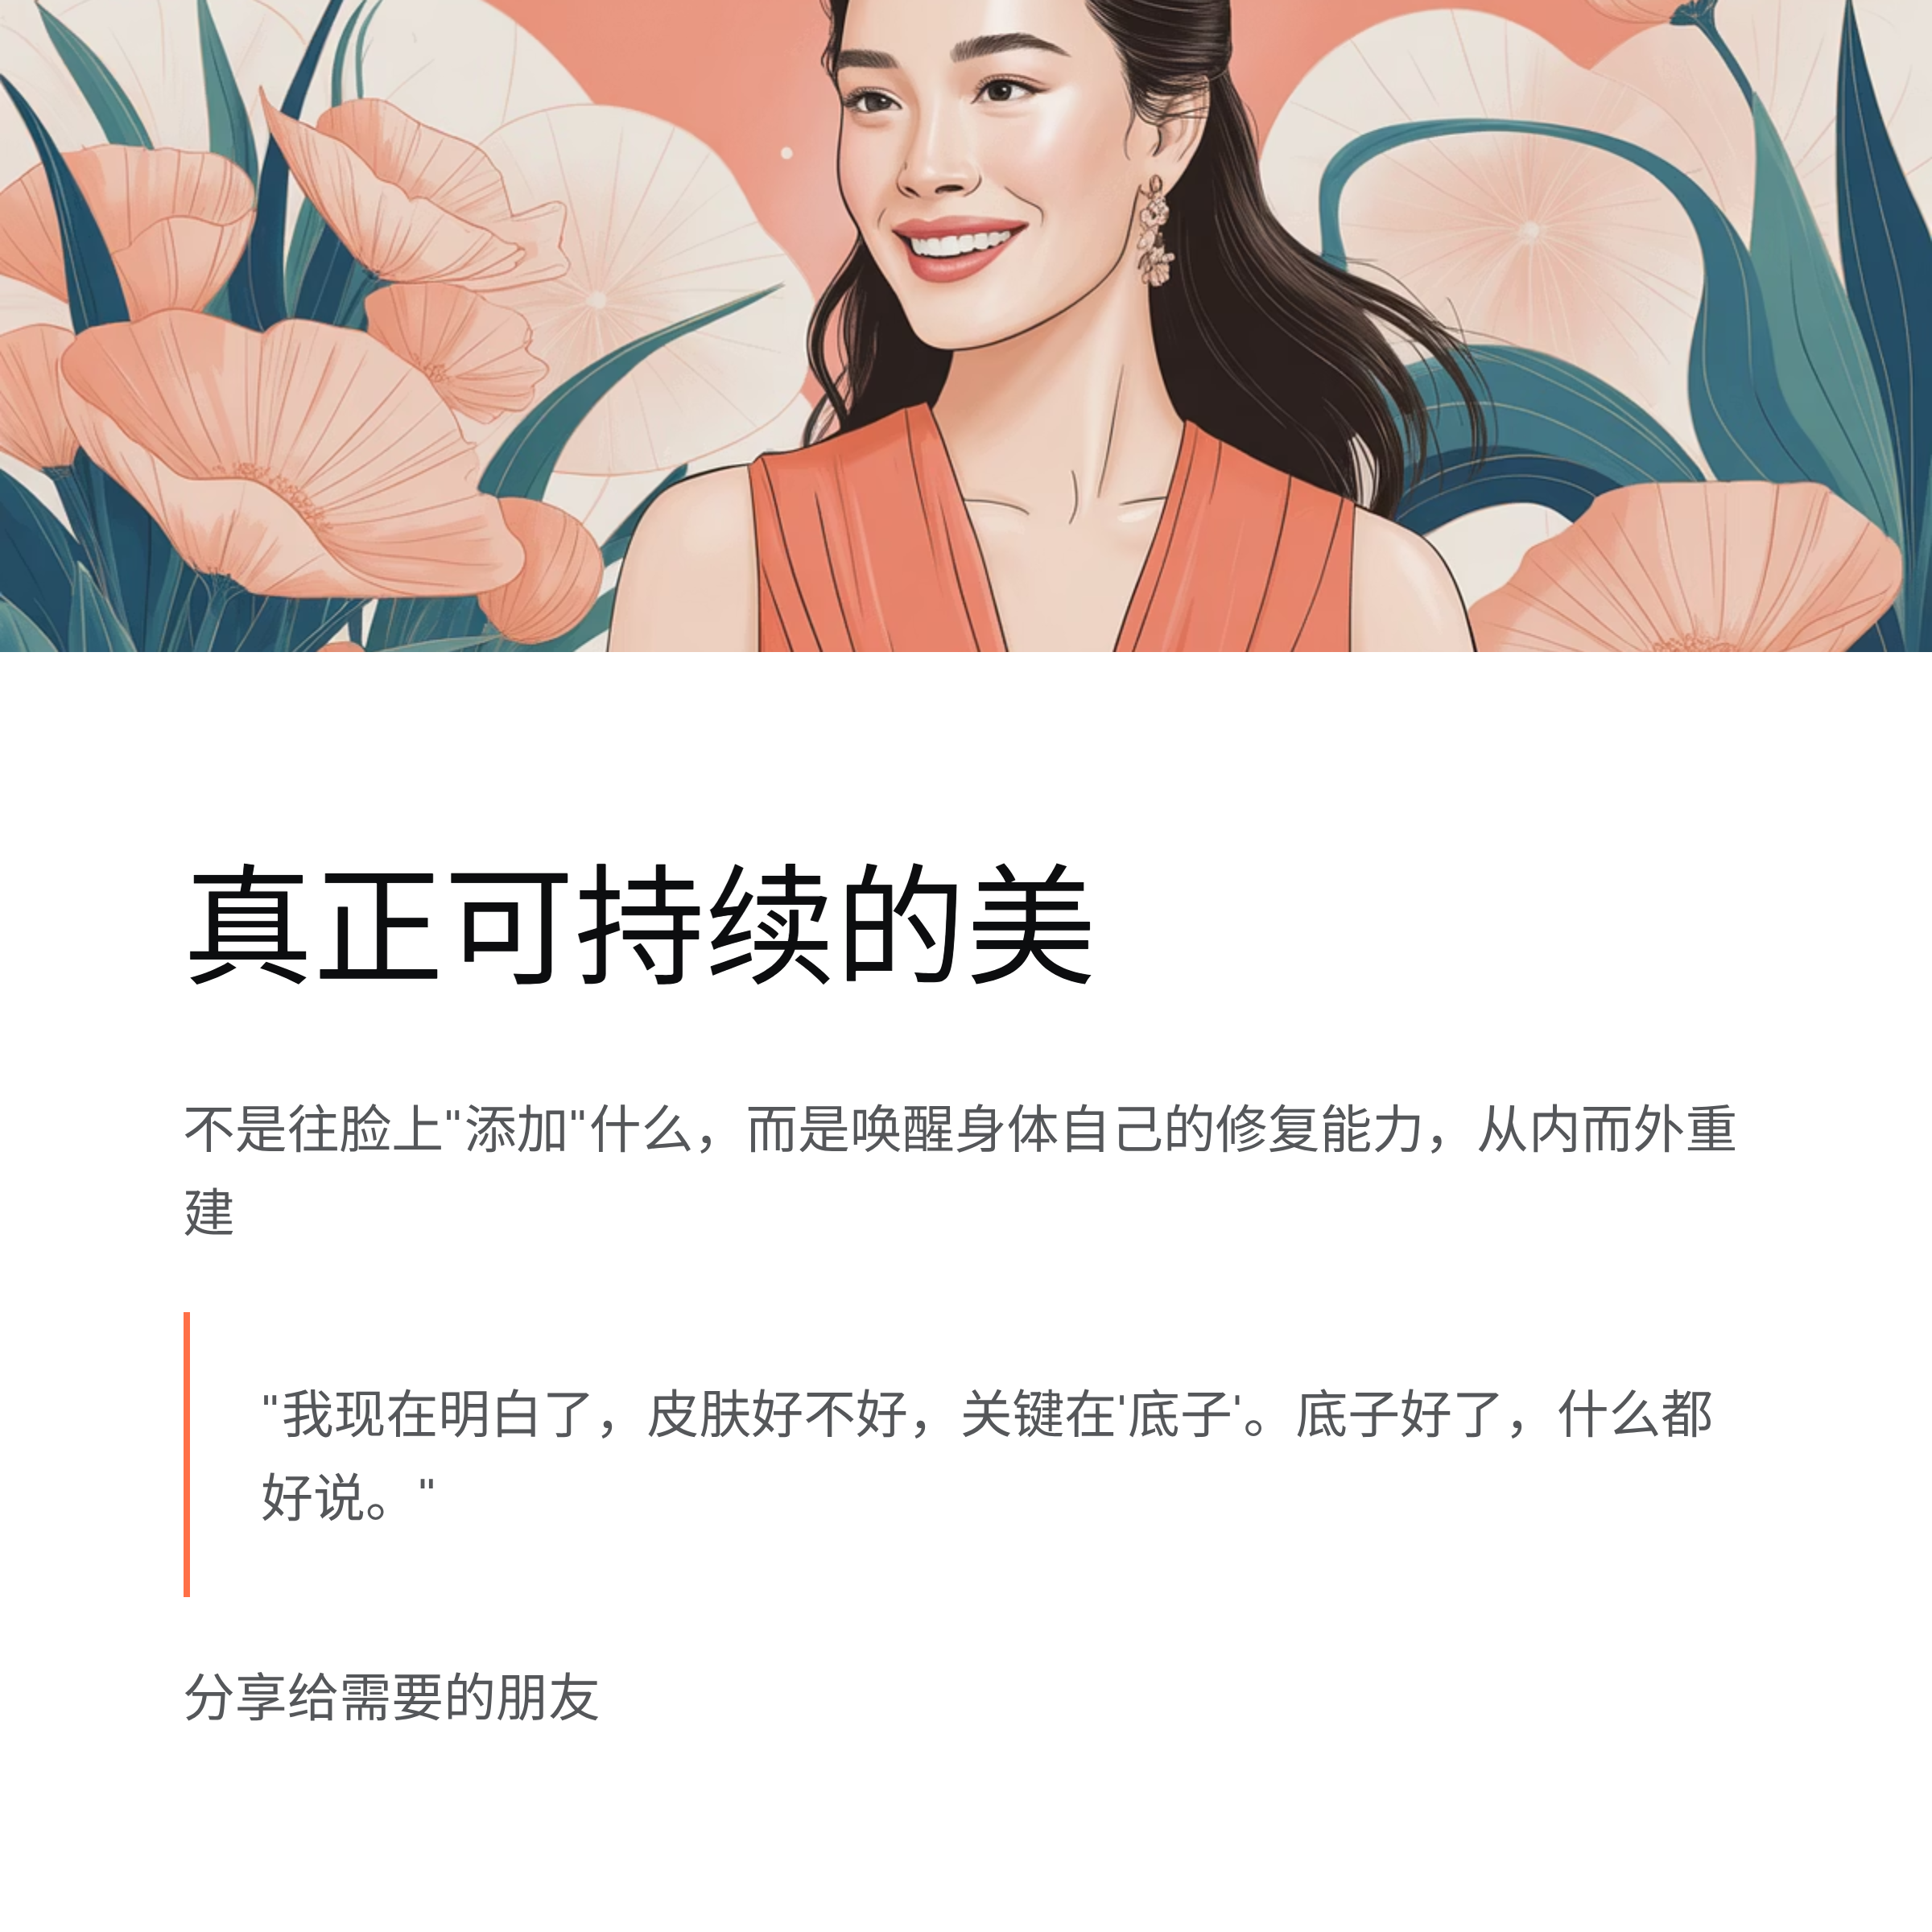 真正可持续的美
不是往脸上"添加"什么，而是唤醒身体自己的修复能力，从内而外重
建
"我现在明白了，皮肤好不好，关键在'底子'。底子好了，什么都
好说。"
分享给需要的朋友